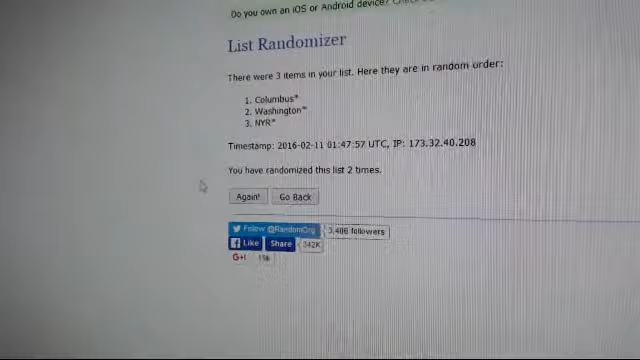 Do you own an iOS or Android device?
List Randomizer
There were 3 items in your list. Here they are in random order:
1. Columbus*
2. Washington*
3. NYR*
Timestamp: 2016-02-11 01:47:57 UTC, IP: 173.32.40.208
You have randomized this list 2 times.
Again! Go Back
Follow @RandomOrg 3,406 followers
Like Share 342K
G+1